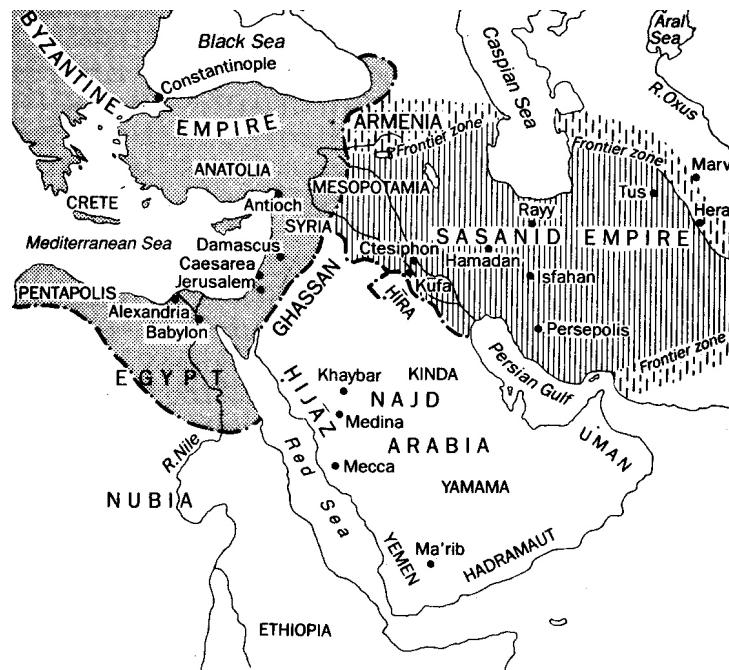 BYZANTINE
EMPIRE
Black Sea
Constantinople
Caspian Sea
Aral
Sea
R.Oxus
ARMENIA
Frontier zone
Frontier zone
ANATOLIA
MESOPOTAMIA
Marv
Tus
Hera
CRETE
Antioch
SYRIA
Rayy
SASANID EMPIRE
Mediterranean Sea
Damascus
Ctesiphon
Hamadan
Caesarea
Jerusalem
GHASSAN
Kufa
HĪRA
Isfahan
PENTAPOLIS
Alexandria
Babylon
Persepolis
Frontier zone
EGYPT
Persian Gulf
HIJĀZ
Khaybar
KINDA
NAJD
Medina
ARABIA
UMAN
R.Nile
Mecca
Red Sea
YAMAMA
NUBIA
YEMEN
Ma'rib
HADRAMAUT
ETHIOPIA